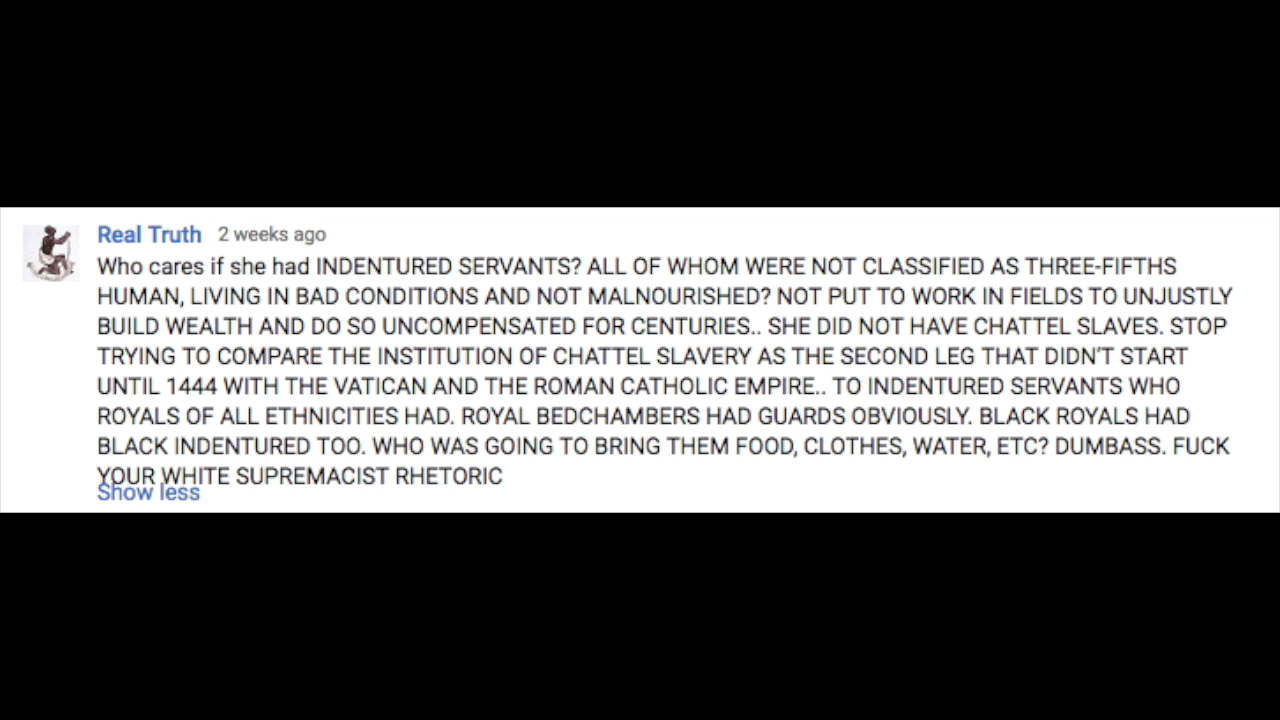 Real Truth 2 weeks ago
Who cares if she had INDENTURED SERVANTS? ALL OF WHOM WERE NOT CLASSIFIED AS THREE-FIFTHS
HUMAN, LIVING IN BAD CONDITIONS AND NOT MALNOURISHED? NOT PUT TO WORK IN FIELDS TO UNJUSTLY
BUILD WEALTH AND DO SO UNCOMPENSATED FOR CENTURIES.. SHE DID NOT HAVE CHATTEL SLAVES. STOP
TRYING TO COMPARE THE INSTITUTION OF CHATTEL SLAVERY AS THE SECOND LEG THAT DIDN'T START
UNTIL 1444 WITH THE VATICAN AND THE ROMAN CATHOLIC EMPIRE.. TO INDENTURED SERVANTS WHO
ROYALS OF ALL ETHNICITIES HAD. ROYAL BEDCHAMBERS HAD GUARDS OBVIOUSLY. BLACK ROYALS HAD
BLACK INDENTURED TOO. WHO WAS GOING TO BRING THEM FOOD, CLOTHES, WATER, ETC? DUMBASS. FUCK
YOUR WHITE SUPREMACIST RHETORIC
Show less